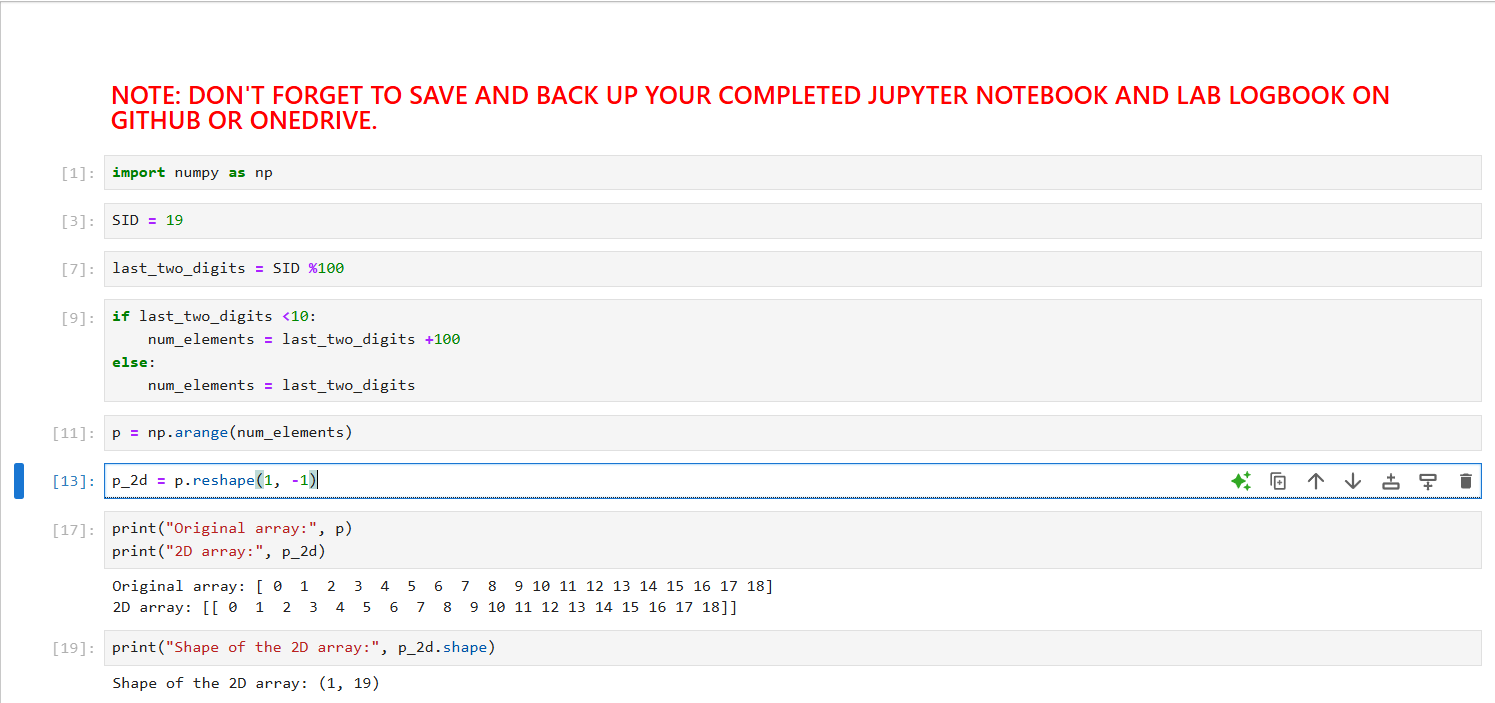 NOTE: DON'T FORGET TO SAVE AND BACK UP YOUR COMPLETED JUPYTER NOTEBOOK AND LAB LOGBOOK ON
GITHUB OR ONEDRIVE.
[1]: import numpy as np
[3]: SID = 19
[7]: last_two_digits = SID %100
[9]: if last_two_digits <10:
    num_elements = last_two_digits +100
else:
    num_elements = last_two_digits
[11]: p = np.arange(num_elements)
[13]: p_2d = p.reshape(1, -1)
[17]: print("Original array:", p)
print("2D array:", p_2d)
Original array: [ 0  1  2  3  4  5  6  7  8  9 10 11 12 13 14 15 16 17 18]
2D array: [[ 0  1  2  3  4  5  6  7  8  9 10 11 12 13 14 15 16 17 18]]
[19]: print("Shape of the 2D array:", p_2d.shape)
Shape of the 2D array: (1, 19)